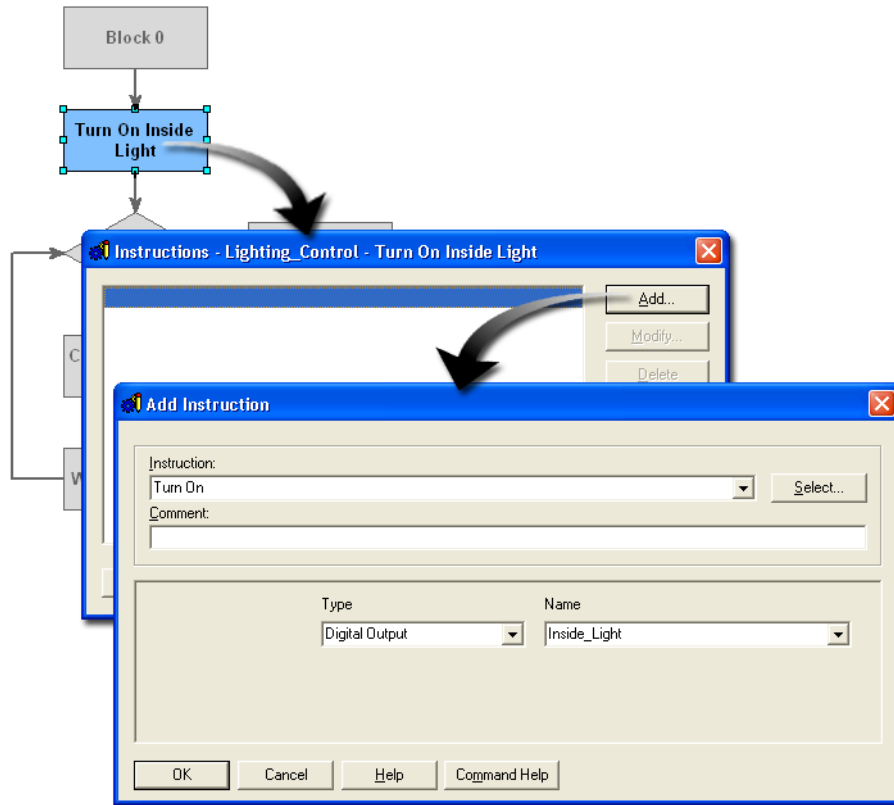 Block 0
Turn On Inside
Light
Instructions - Lighting_Control - Turn On Inside Light
Add...
Modify...
Delete
C
W
Add Instruction
Instruction:
Turn On
Select...
Comment:
Type
Name
Digital Output
Inside_Light
OK
Cancel
Help
Command Help